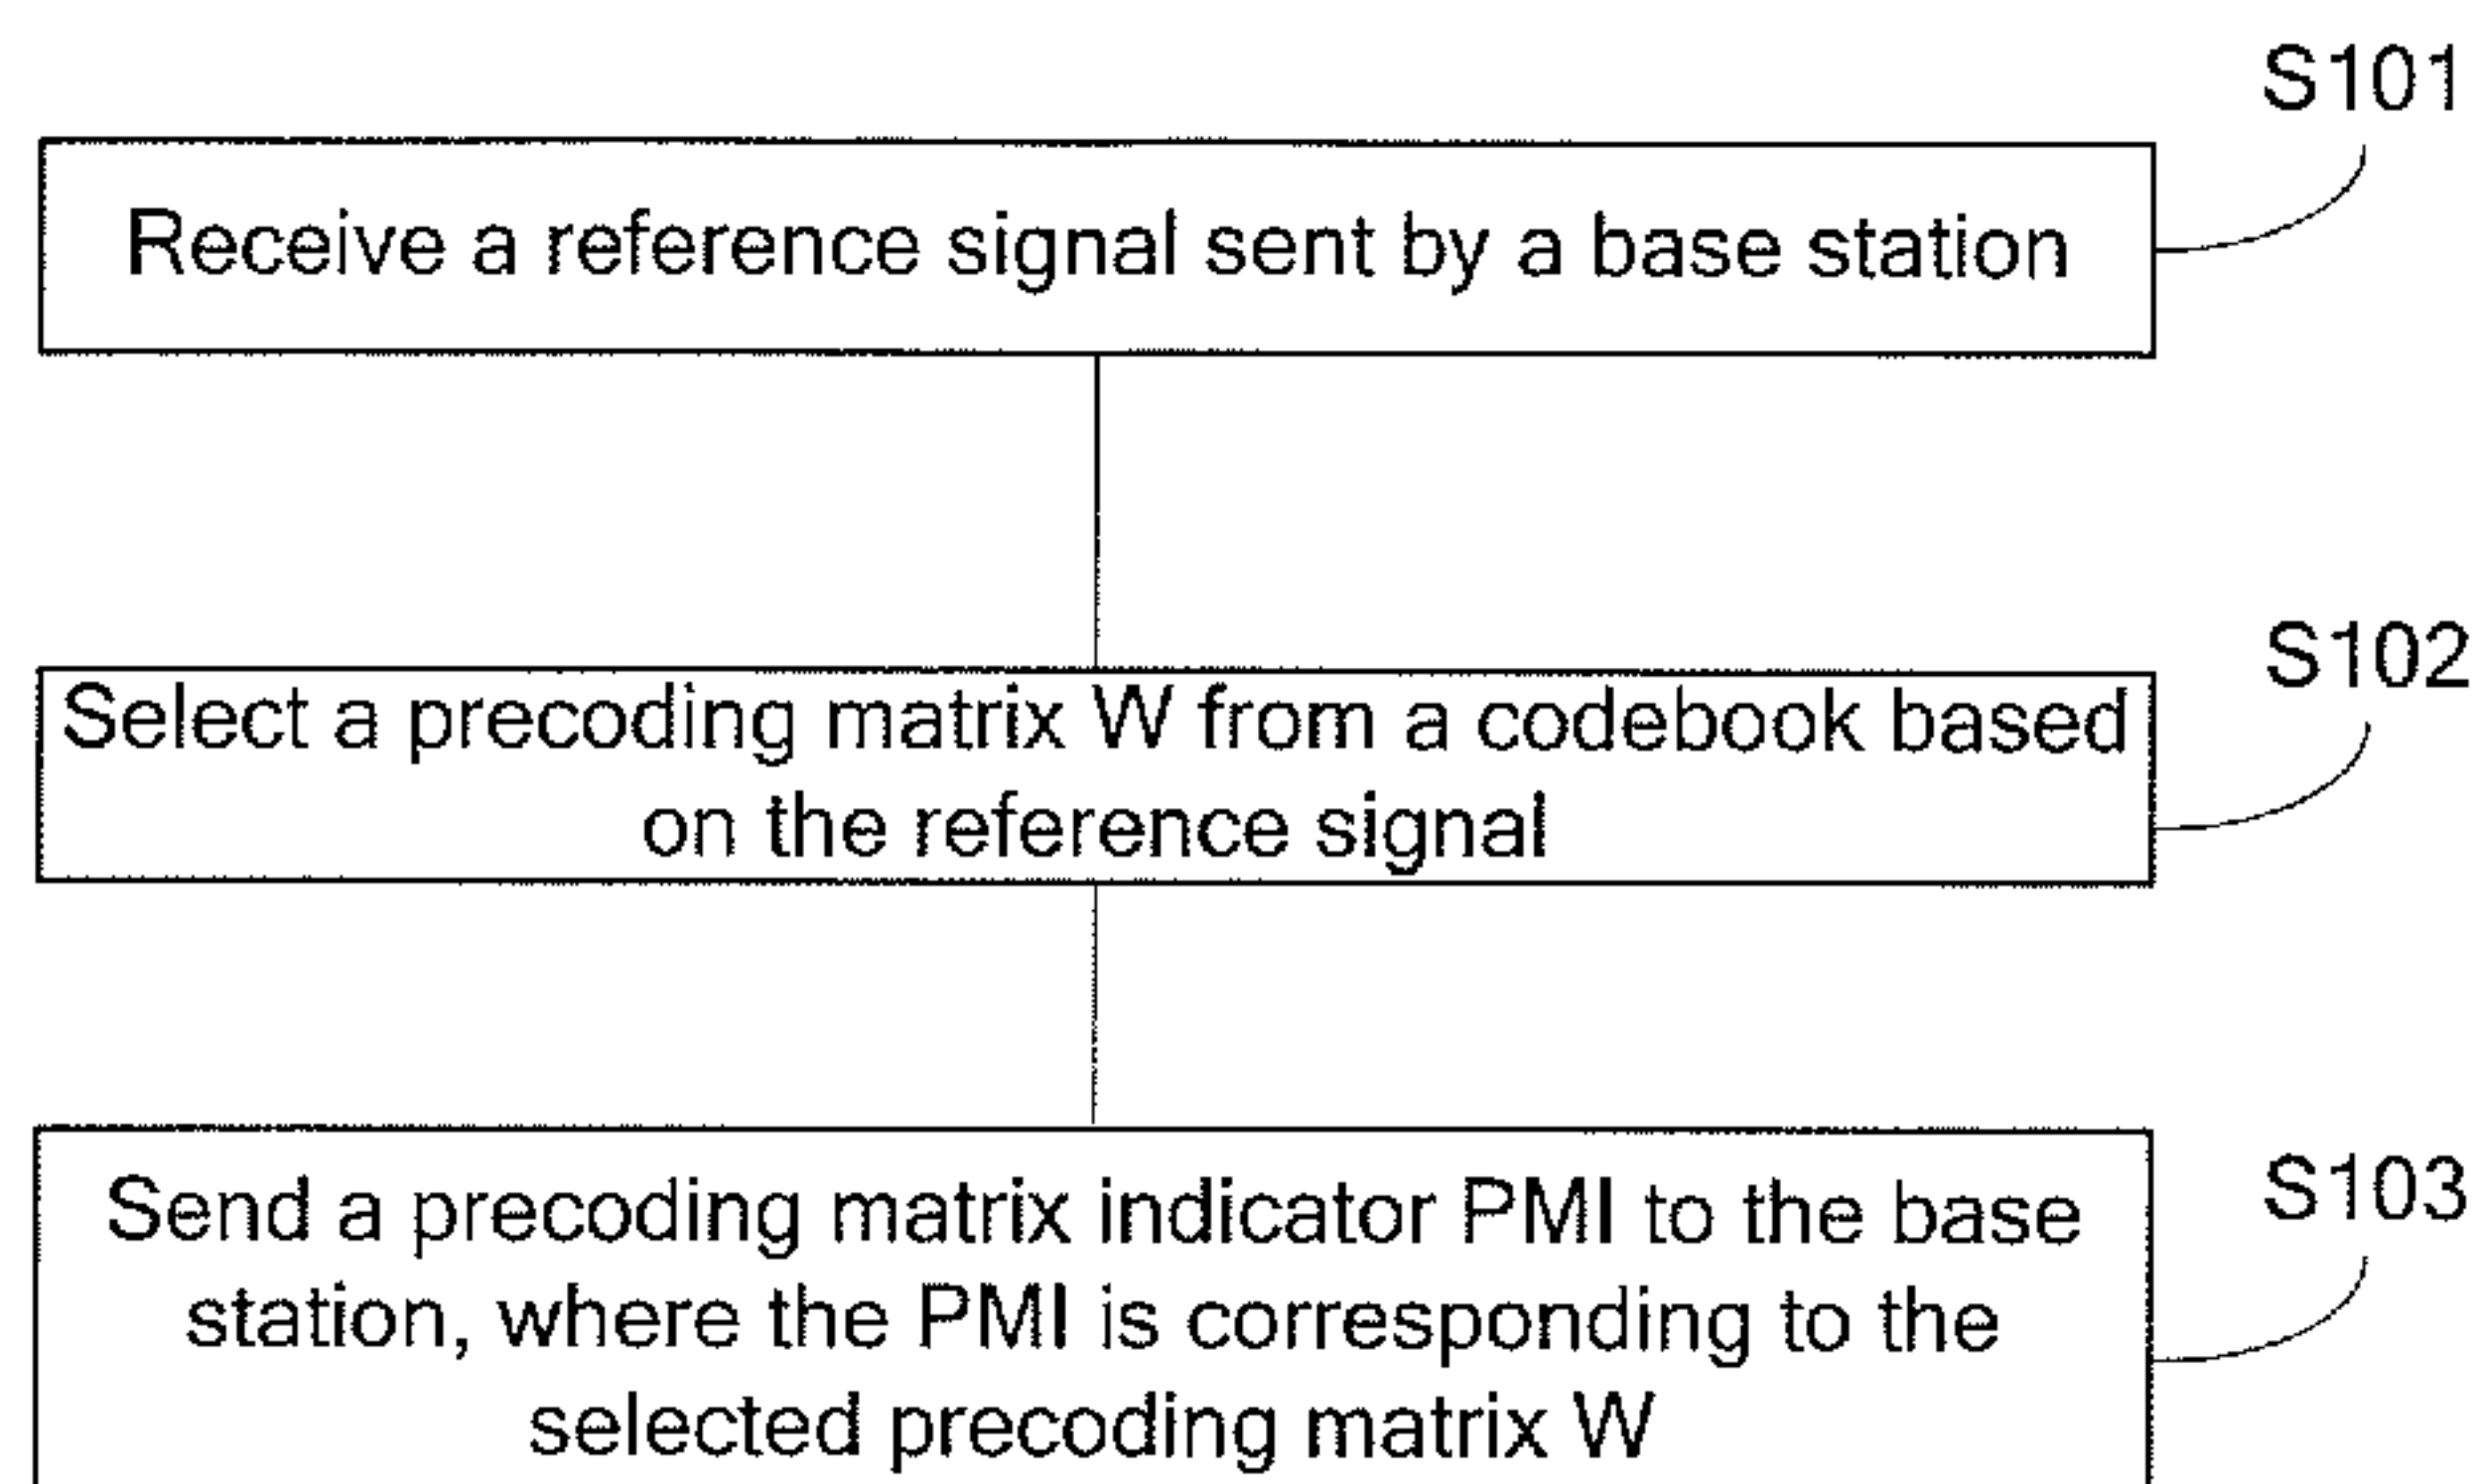 S101
Receive a reference signal sent by a base station
S102
Select a precoding matrix W from a codebook based
on the reference signal
S103
Send a precoding matrix indicator PMI to the base
station, where the PMI is corresponding to the
selected precoding matrix W